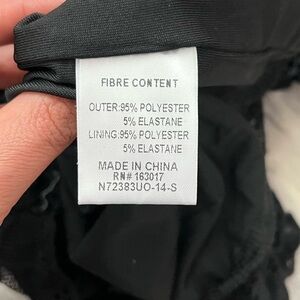 FIBRE CONTENT
OUTER:95% POLYESTER
5% ELASTANE
LINING:95% POLYESTER
5% ELASTANE
MADE IN CHINA
RN# 163017
N72383UO-14-S